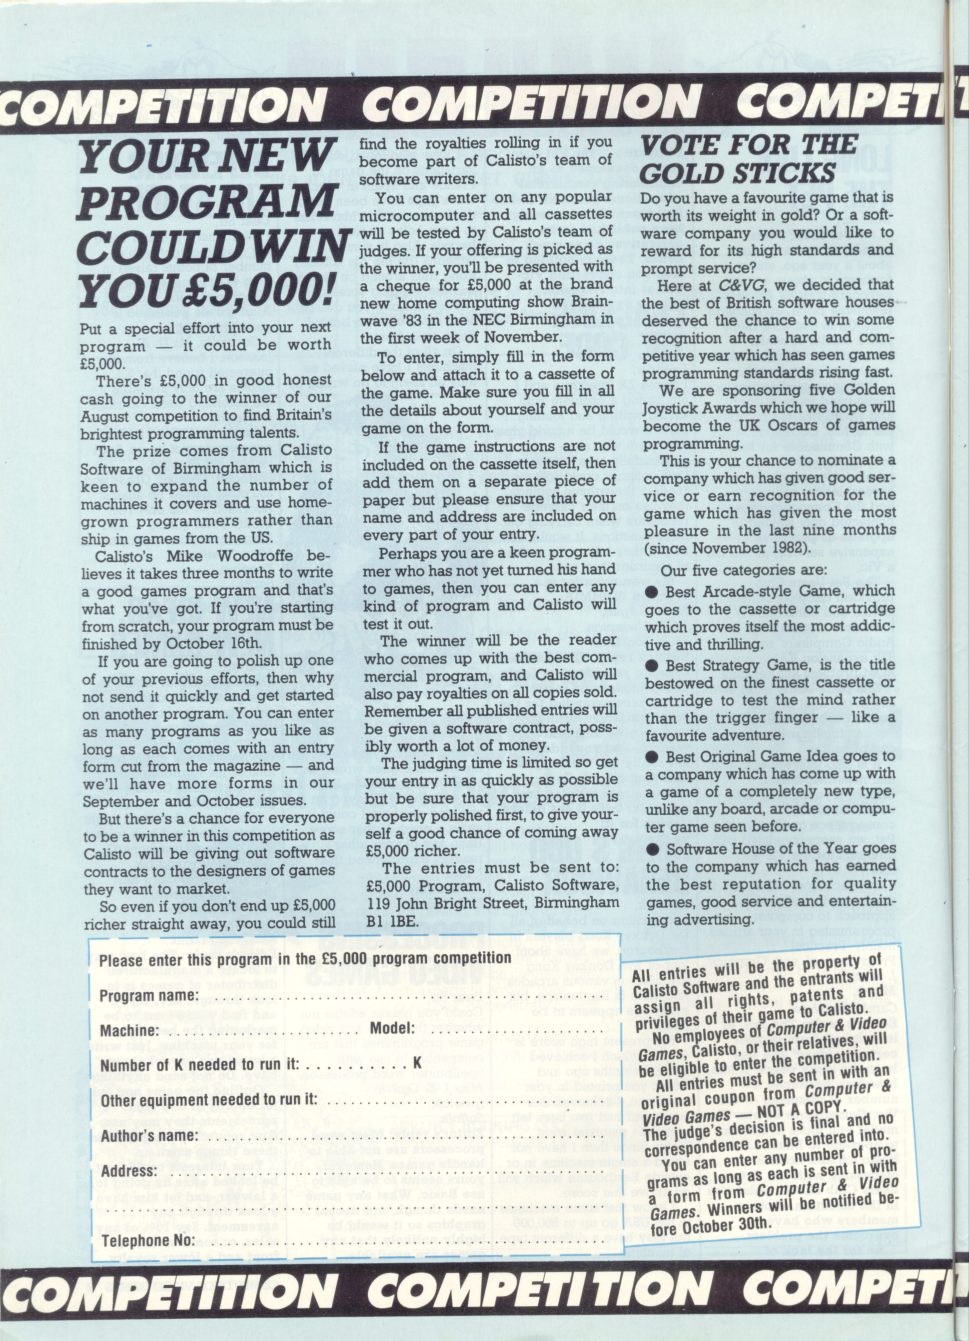 COMPETITION COMPETITION COMPETIT
YOUR NEW
PROGRAM
COULD WIN
YOU £5,000!
Put a special effort into your next
program — it could be worth
£5,000.
There's £5,000 in good honest
cash going to the winner of our
August competition to find Britain's
brightest programming talents.
The prize comes from Calisto
Software of Birmingham which is
keen to expand the number of
machines it covers and use home-
grown programmers rather than
ship in games from the US.
Calisto's Mike Woodroffe be-
lieves it takes three months to write
a good games program and that's
what you've got. If you're starting
from scratch, your program must be
finished by October 16th.
If you are going to polish up one
of your previous efforts, then why
not send it quickly and get started
on another program. You can enter
as many programs as you like as
long as each comes with an entry
form cut from the magazine — and
we'll have more forms in our
September and October issues.
But there's a chance for everyone
to be a winner in this competition as
Calisto will be giving out software
contracts to the designers of games
they want to market.
So even if you don't end up £5,000
richer straight away, you could still
find the royalties rolling in if you
become part of Calisto's team of
software writers.
You can enter on any popular
microcomputer and all cassettes
will be tested by Calisto's team of
judges. If your offering is picked as
the winner, you'll be presented with
a cheque for £5,000 at the brand
new home computing show Brain-
wave '83 in the NEC Birmingham in
the first week of November.
To enter, simply fill in the form
below and attach it to a cassette of
the game. Make sure you fill in all
the details about yourself and your
game on the form.
If the game instructions are not
included on the cassette itself, then
add them on a separate piece of
paper but please ensure that your
name and address are included on
every part of your entry.
Perhaps you are a keen program-
mer who has not yet turned his hand
to games, then you can enter any
kind of program and Calisto will
test it out.
The winner will be the reader
who comes up with the best com-
mercial program, and Calisto will
also pay royalties on all copies sold.
Remember all published entries will
be given a software contract, poss-
ibly worth a lot of money.
The judging time is limited so get
your entry in as quickly as possible
but be sure that your program is
properly polished first, to give your-
self a good chance of coming away
£5,000 richer.
The entries must be sent to:
£5,000 Program, Calisto Software,
119 John Bright Street, Birmingham
B1 1BE.
VOTE FOR THE
GOLD STICKS
Do you have a favourite game that is
worth its weight in gold? Or a soft-
ware company you would like to
reward for its high standards and
prompt service?
Here at C&VG, we decided that
the best of British software houses
deserved the chance to win some
recognition after a hard and com-
petitive year which has seen games
programming standards rising fast.
We are sponsoring five Golden
Joystick Awards which we hope will
become the UK Oscars of games
programming.
This is your chance to nominate a
company which has given good ser-
vice or earn recognition for the
game which has given the most
pleasure in the last nine months
(since November 1982).
Our five categories are:
● Best Arcade-style Game, which
goes to the cassette or cartridge
which proves itself the most addic-
tive and thrilling.
● Best Strategy Game, is the title
bestowed on the finest cassette or
cartridge to test the mind rather
than the trigger finger — like a
favourite adventure.
● Best Original Game Idea goes to
a company which has come up with
a game of a completely new type,
unlike any board, arcade or compu-
ter game seen before.
● Software House of the Year goes
to the company which has earned
the best reputation for quality
games, good service and entertain-
ing advertising.
Please enter this program in the £5,000 program competition
Program name:
Machine: Model:
Number of K needed to run it: K
Other equipment needed to run it:
Author's name:
Address:
Telephone No:
All entries will be the property of
Calisto Software and the entrants will
assign all rights, patents and
privileges of their game to Calisto.
No employees of Computer & Video
Games, Calisto, or their relatives, will
be eligible to enter the competition.
All entries must be sent in with an
original coupon from Computer &
Video Games — NOT A COPY.
The judge's decision is final and no
correspondence can be entered into.
You can enter any number of pro-
grams as long as each is sent in with
a form from Computer & Video
Games. Winners will be notified be-
fore October 30th.
COMPETITION COMPETITION COMPETI